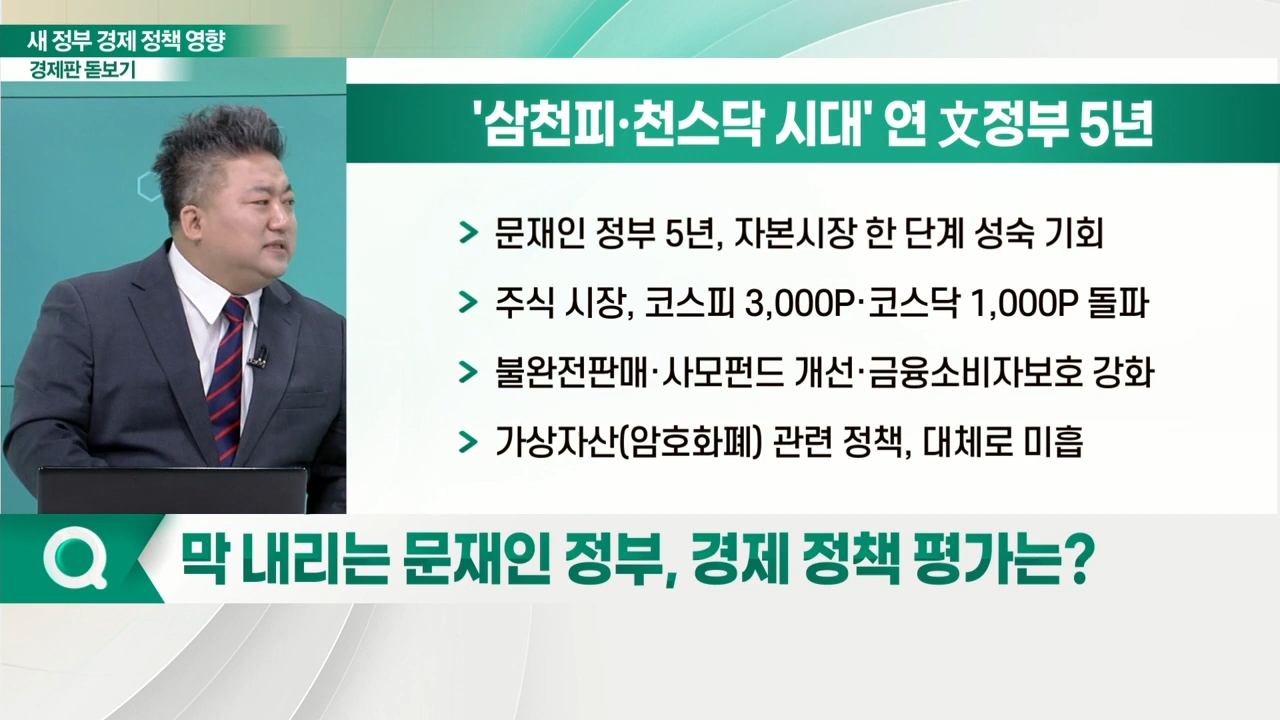 새 정부 경제 정책 영향
경제판 돋보기
'삼천피·천스닥 시대' 연 文정부 5년
> 문재인 정부 5년, 자본시장 한 단계 성숙 기회
> 주식 시장, 코스피 3,000P·코스닥 1,000P 돌파
> 불완전판매·사모펀드 개선·금융소비자보호 강화
> 가상자산(암호화폐) 관련 정책, 대체로 미흡
Q 막 내리는 문재인 정부, 경제 정책 평가는?